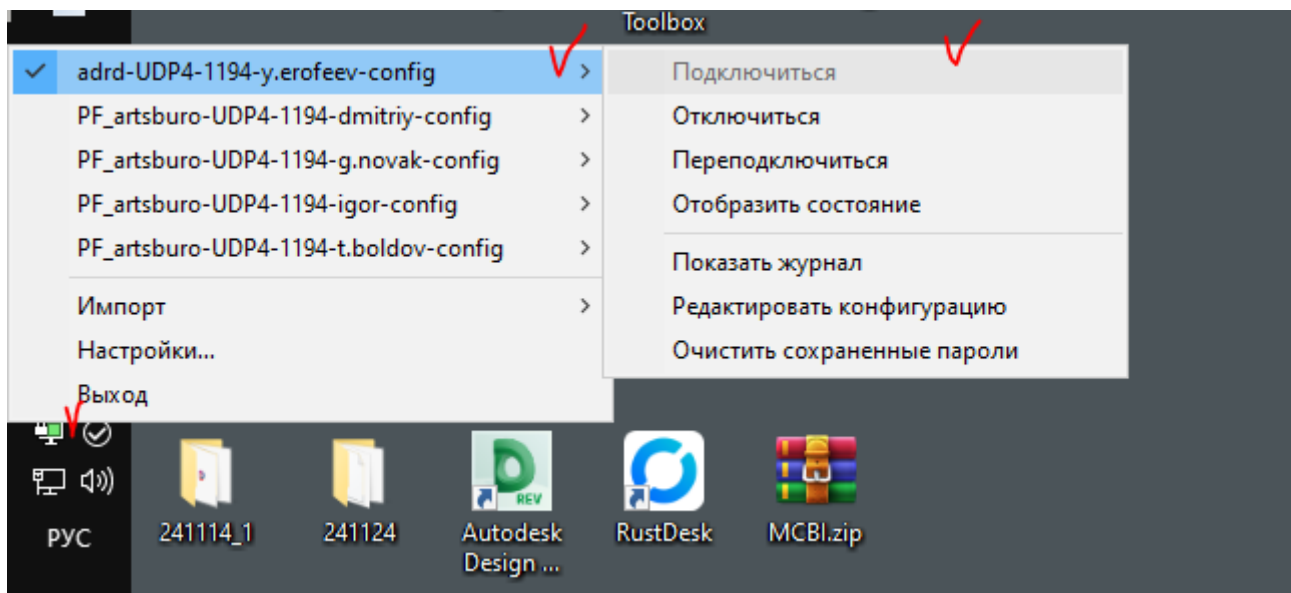 Toolbox
adrd-UDP4-1194-y.erofeev-config
PF_artsburo-UDP4-1194-dmitriy-config
PF_artsburo-UDP4-1194-g.novak-config
PF_artsburo-UDP4-1194-igor-config
PF_artsburo-UDP4-1194-t.boldov-config
Импорт
Настройки...
Выход
Подключиться
Отключиться
Переподключиться
Отобразить состояние
Показать журнал
Редактировать конфигурацию
Очистить сохраненные пароли
РУС
241114_1
241124
REV
Autodesk
Design ...
RustDesk
MCBI.zip